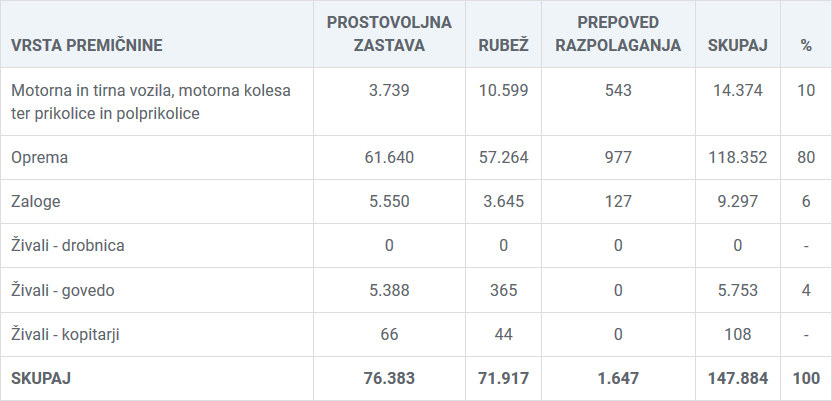 VRSTA PREMIČNINE PROSTOVOLJNA ZASTAVA RUBEŽ PREPOVED RAZPOLAGANJA SKUPAJ %
Motorna in tirna vozila, motorna kolesa 3.739 10.599 543 14.374 10
ter prikolice in polprikolice
Oprema 61.640 57.264 977 118.352 80
Zaloge 5.550 3.645 127 9.297 6
Živali - drobnica 0 0 0 0 -
Živali - govedo 5.388 365 0 5.753 4
Živali - kopitarji 66 44 0 108 -
SKUPAJ 76.383 71.917 1.647 147.884 100